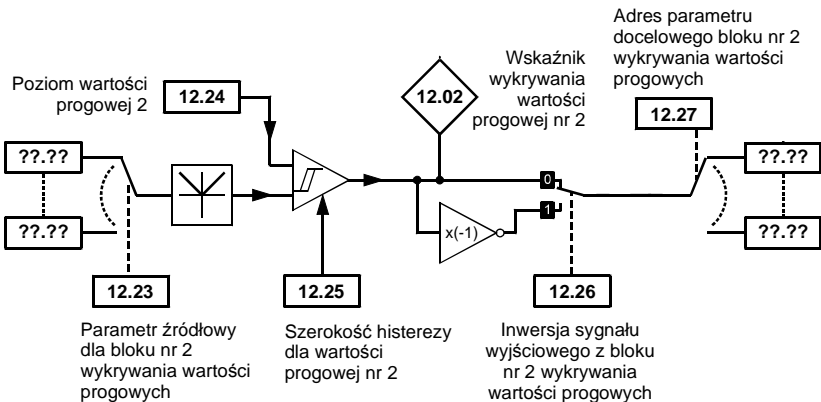 Adres parametru
docelowego bloku nr 2
wykrywania wartości
progowych
Wskaźnik
wykrywania
wartości
progowej nr 2
Poziom wartości
progowej 2
12.24
12.02
12.27
??.??
??.??
0
1
x(-1)
??.??
??.??
12.23
12.25
12.26
Parametr źródłowy
dla bloku nr 2
wykrywania wartości
progowych
Szerokość histerezy
dla wartości
progowej nr 2
Inwersja sygnału
wyjściowego z bloku
nr 2 wykrywania
wartości progowych